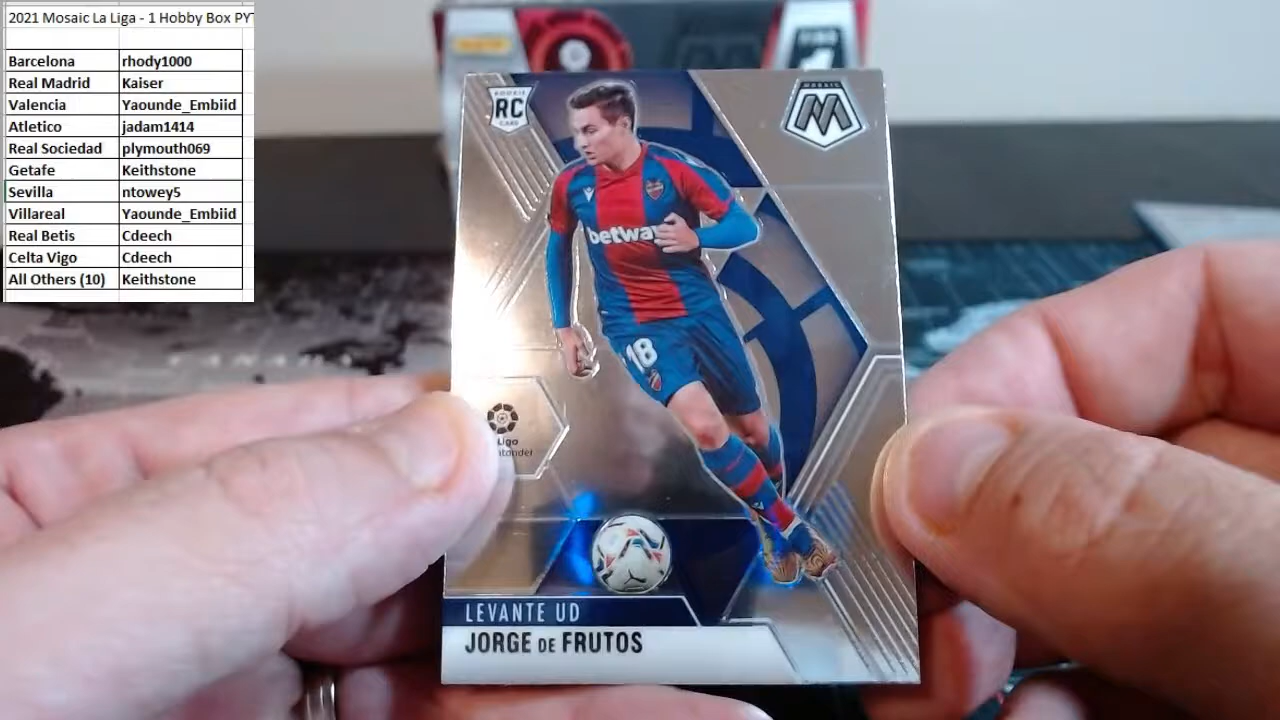 2021 Mosaic La Liga - 1 Hobby Box PYT
Barcelona rhody1000
Real Madrid Kaiser
Valencia Yaounde_Embiid
Atletico jadam1414
Real Sociedad plymouth069
Getafe Keithstone
Sevilla ntowey5
Villareal Yaounde_Embiid
Real Betis Cdeech
Celta Vigo Cdeech
All Others (10) Keithstone
ROOKIE
RC
CARD
MOSAIC
M
betway
18
LEVANTE UD
JORGE DE FRUTOS